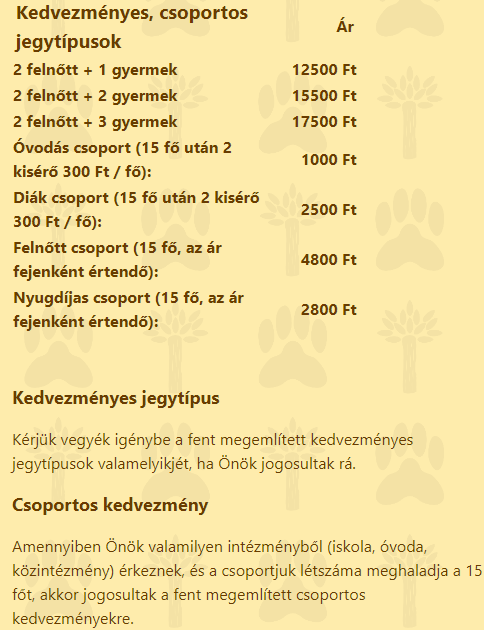 Kedvezményes, csoportos
jegytípusok Ár
2 felnőtt + 1 gyermek 12500 Ft
2 felnőtt + 2 gyermek 15500 Ft
2 felnőtt + 3 gyermek 17500 Ft
Óvodás csoport (15 fő után 2
kisérő 300 Ft / fő): 1000 Ft
Diák csoport (15 fő után 2 kisérő
300 Ft / fő): 2500 Ft
Felnőtt csoport (15 fő, az ár
fejenként értendő): 4800 Ft
Nyugdíjas csoport (15 fő, az ár
fejenként értendő): 2800 Ft
Kedvezményes jegytípus
Kérjük vegyék igénybe a fent megemlített kedvezményes
jegytípusok valamelyikjét, ha Önök jogosultak rá.
Csoportos kedvezmény
Amennyiben Önök valamilyen intézményből (iskola, óvoda,
közintézmény) érkeznek, és a csoportjuk létszáma meghaladja a 15
főt, akkor jogosultak a fent megemlített csoportos
kedvezményekre.